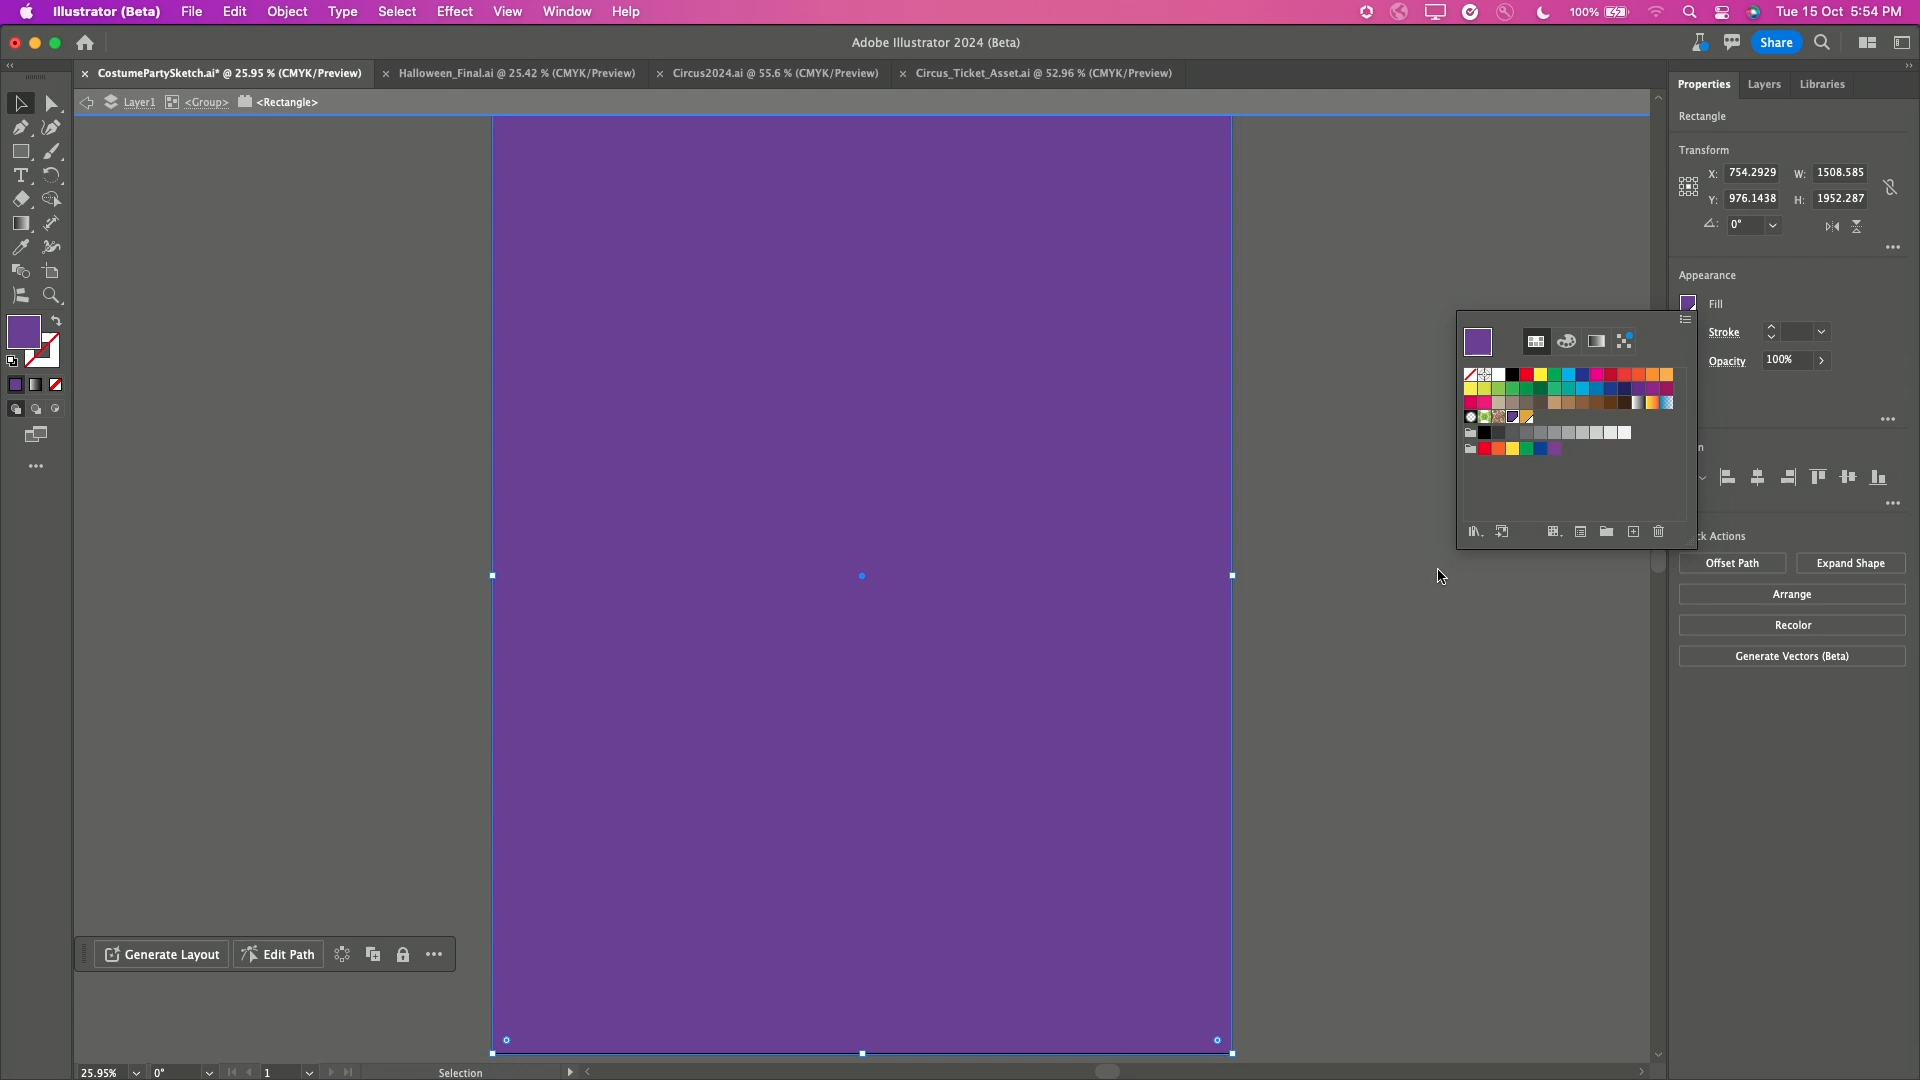 Illustrator (Beta) File Edit Object Type Select Effect View Window Help 100% Tue 15 Oct 5:54 PM
Adobe Illustrator 2024 (Beta) Share
CostumePartySketch.ai* @ 25.95 % (CMYK/Preview) Halloween_Final.ai @ 25.42 % (CMYK/Preview) Circus2024.ai @ 55.6 % (CMYK/Preview) Circus_Ticket_Asset.ai @ 52.96 % (CMYK/Preview)
Layer1 <Group> <Rectangle>
Properties Layers Libraries
Rectangle
Transform
X: 754.2929 W: 1508.585
Y: 976.1438 H: 1952.287
0°
Appearance
Fill
Stroke
Opacity 100%
n
ck Actions
Offset Path Expand Shape
Arrange
Recolor
Generate Vectors (Beta)
Generate Layout Edit Path
25.95% 0° 1 Selection